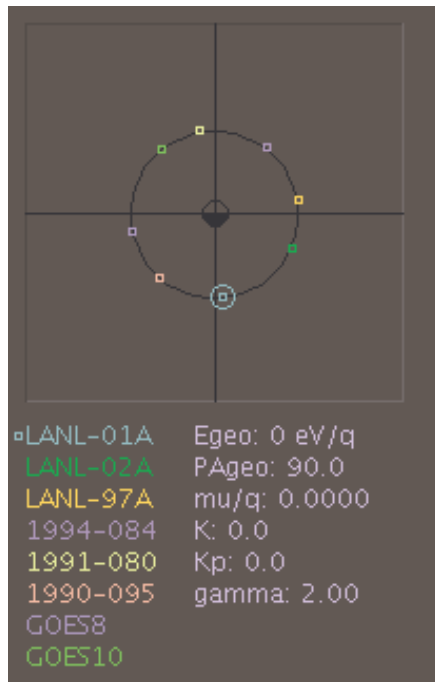 LANL-01A Egeo: 0 eV/q
LANL-02A PAgeo: 90.0
LANL-97A mu/q: 0.0000
1994-084 K: 0.0
1991-080 Kp: 0.0
1990-095 gamma: 2.00
GOES8
GOES10